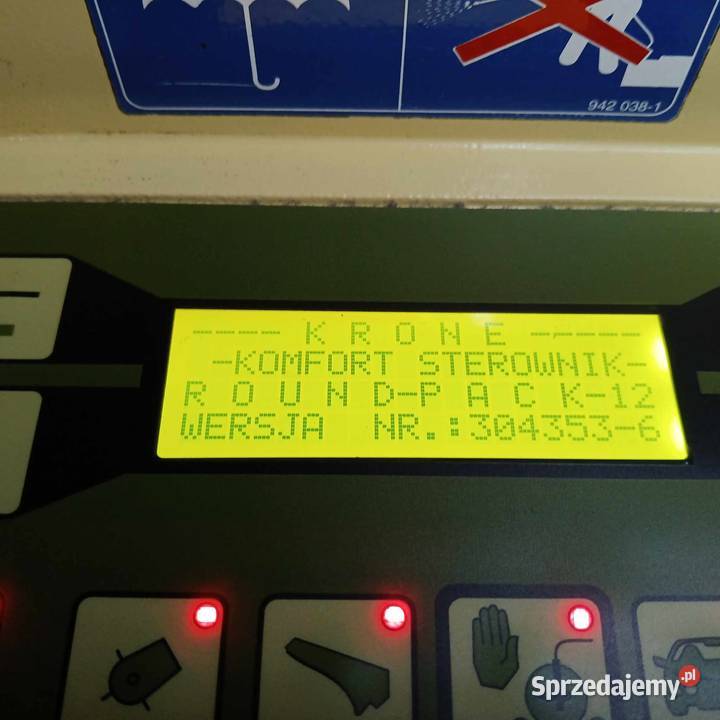 942 038-1
---- K R O N E -----
-KOMFORT STEROWNIK-
R O U N D-P A C K-12
WERSJA NR.:304353-6
Sprzedajemy.pl